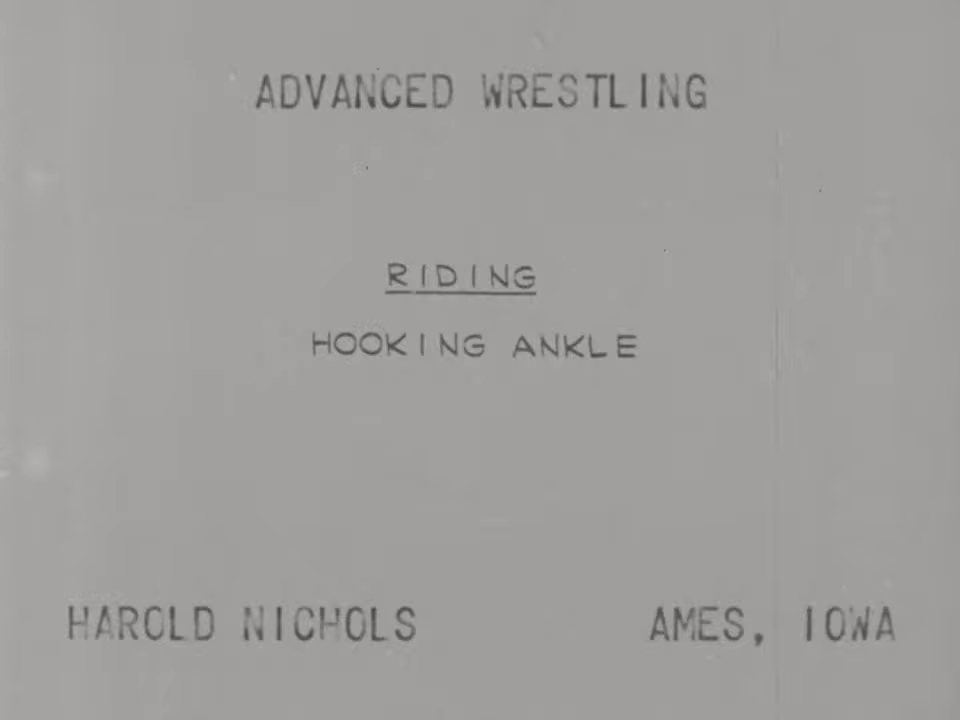 ADVANCED WRESTLING
RIDING
HOOKING ANKLE
HAROLD NICHOLS AMES, IOWA